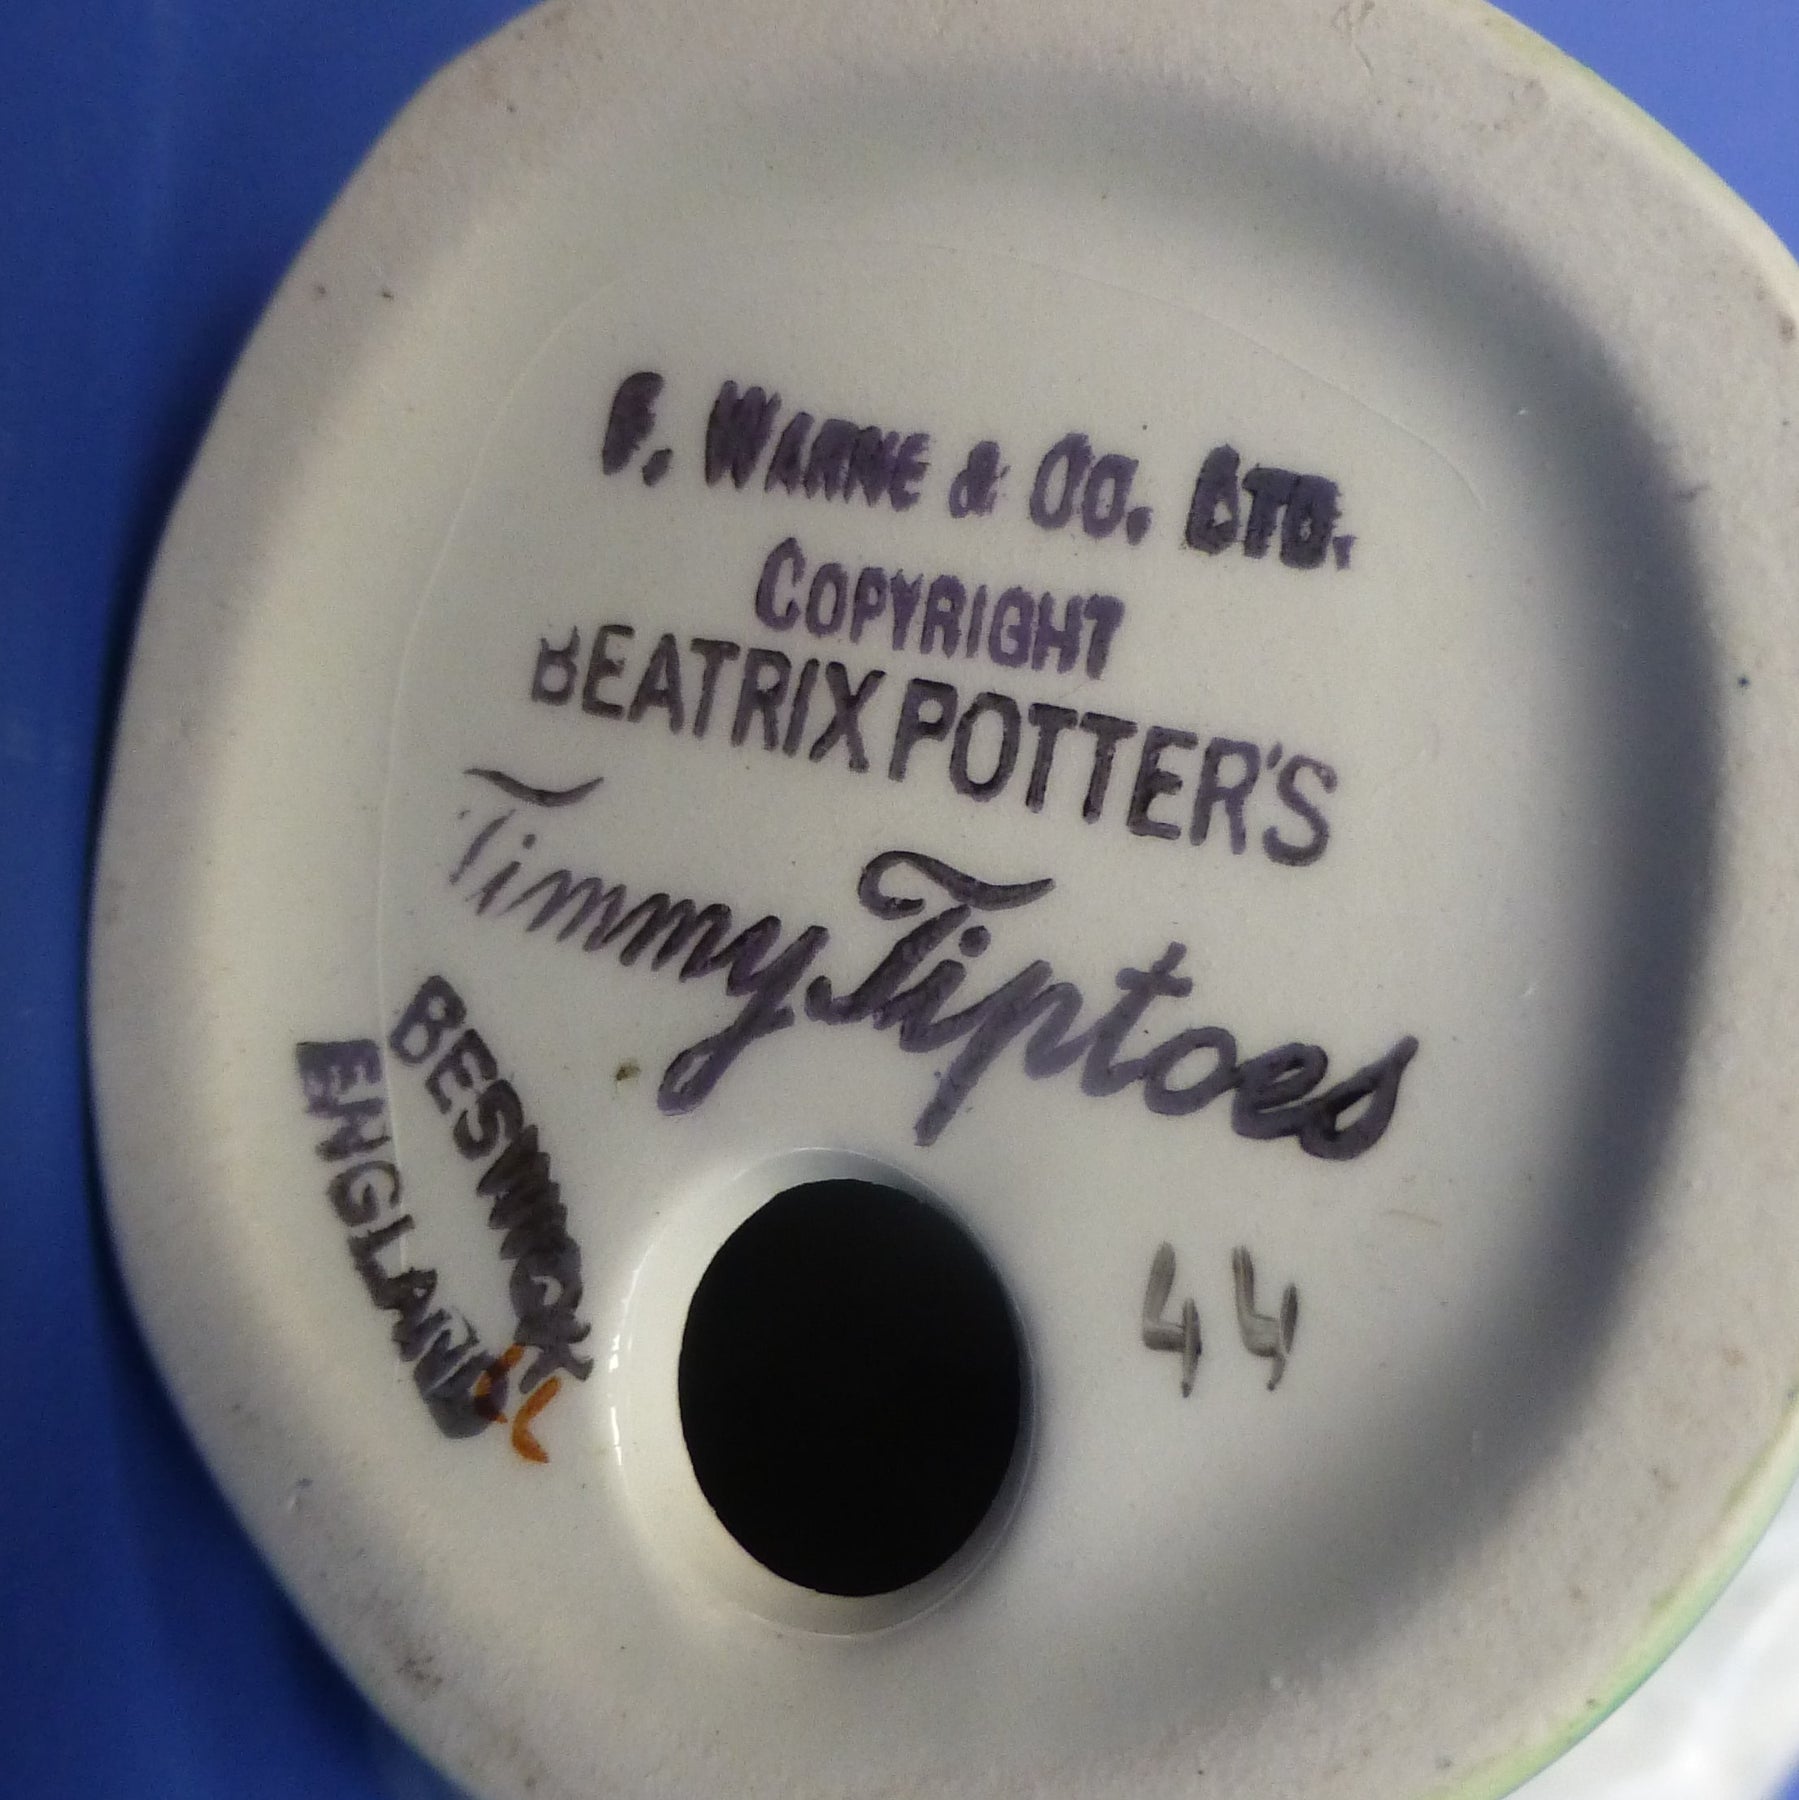 F. WARNE & CO. LTD.
COPYRIGHT
BEATRIX POTTER'S
Timmy Tiptoes
BESWICK
ENGLAND
44